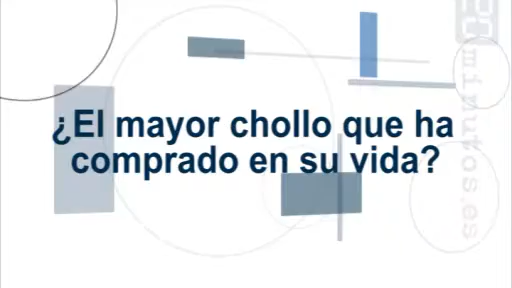 ¿El mayor chollo que ha
comprado en su vida?
20minutos.es